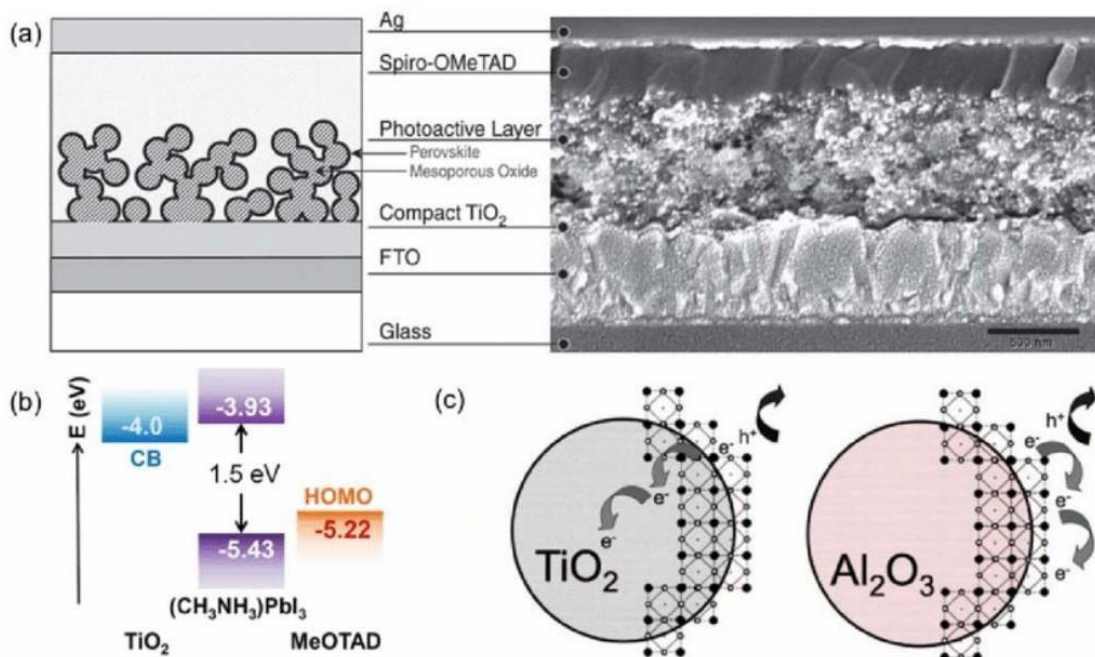 (a)
Ag
Spiro-OMeTAD
Photoactive Layer
Perovskite
Mesoporous Oxide
Compact TiO₂
FTO
Glass
500 nm
(b)
E (eV)
-4.0
CB
-3.93
1.5 eV
-5.43
HOMO
-5.22
(CH₃NH₃)PbI₃
TiO₂
MeOTAD
(c)
h⁺
e⁻
e⁻
e⁻
TiO₂
h⁺
e⁻
e⁻
e⁻
Al₂O₃